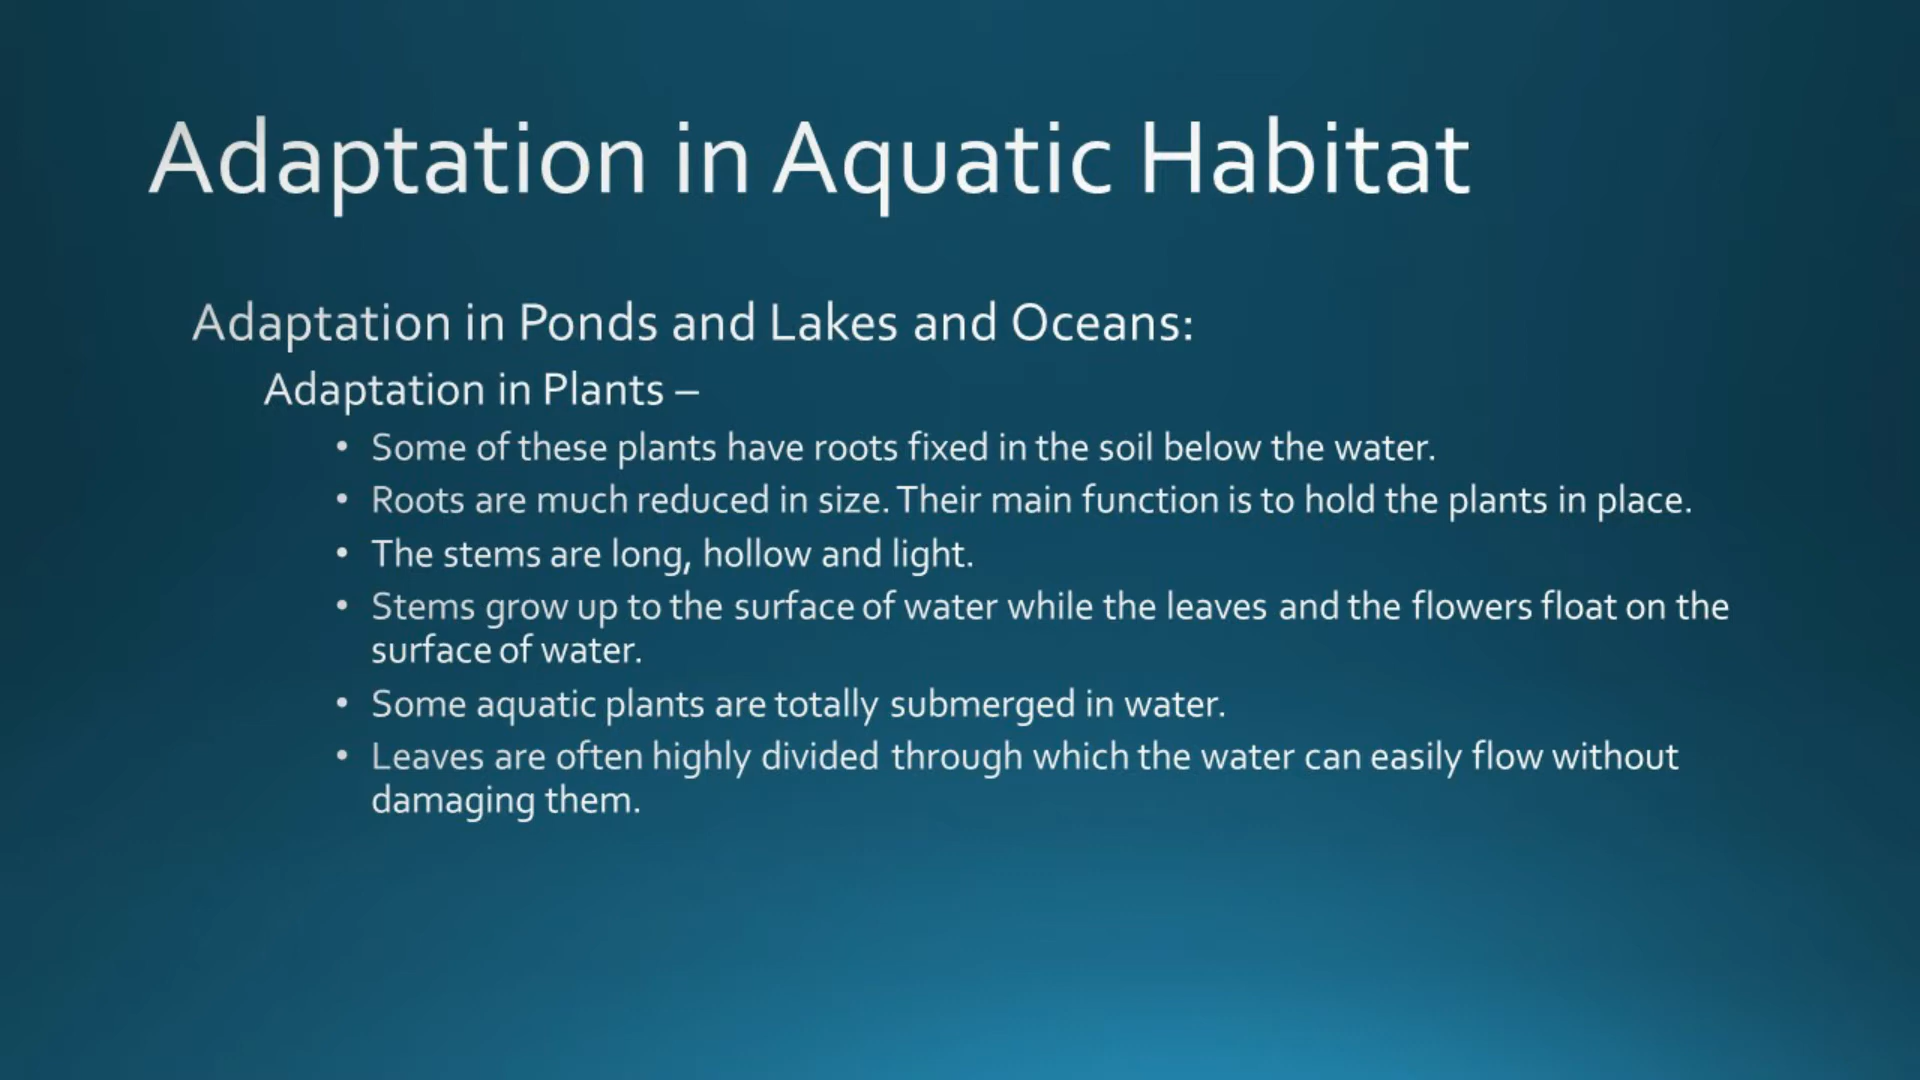 Adaptation in Aquatic Habitat
Adaptation in Ponds and Lakes and Oceans:
Adaptation in Plants –
• Some of these plants have roots fixed in the soil below the water.
• Roots are much reduced in size. Their main function is to hold the plants in place.
• The stems are long, hollow and light.
• Stems grow up to the surface of water while the leaves and the flowers float on the
surface of water.
• Some aquatic plants are totally submerged in water.
• Leaves are often highly divided through which the water can easily flow without
damaging them.